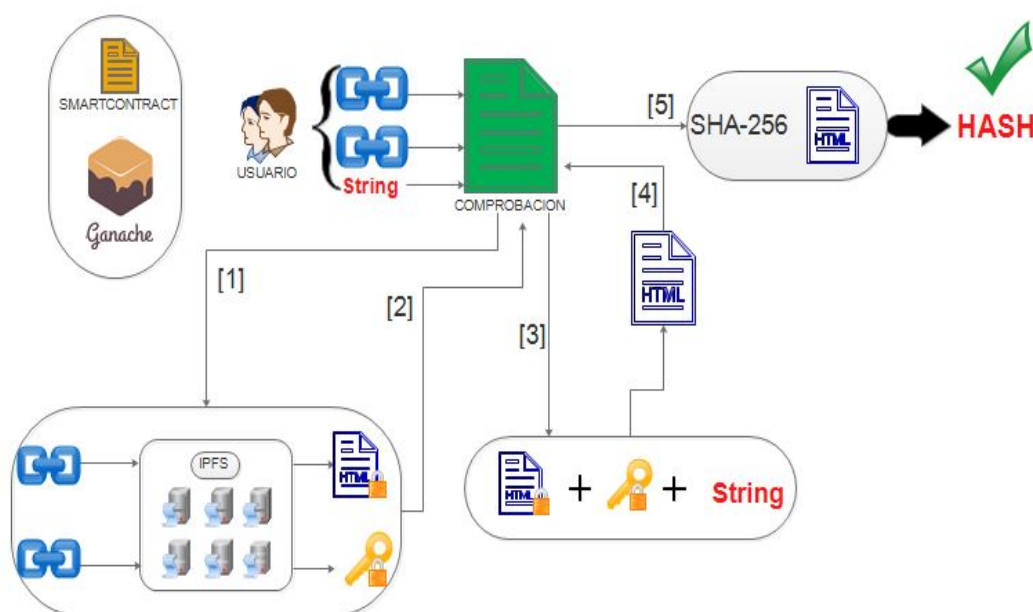 SMARTCONTRACT
Ganache
USUARIO
String
COMPROBACION
[5]
SHA-256
HTML
HASH
[4]
HTML
[1]
[2]
[3]
IPFS
HTML
HTML
+
+
String